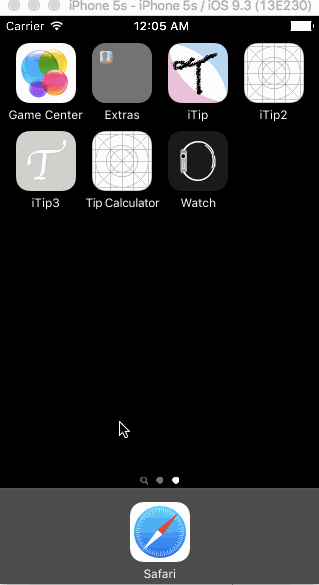 iPhone 5s - iPhone 5s / iOS 9.3 (13E230)
Carrier 12:05 AM
Game Center Extras iTip iTip2
iTip3 Tip Calculator Watch
Safari